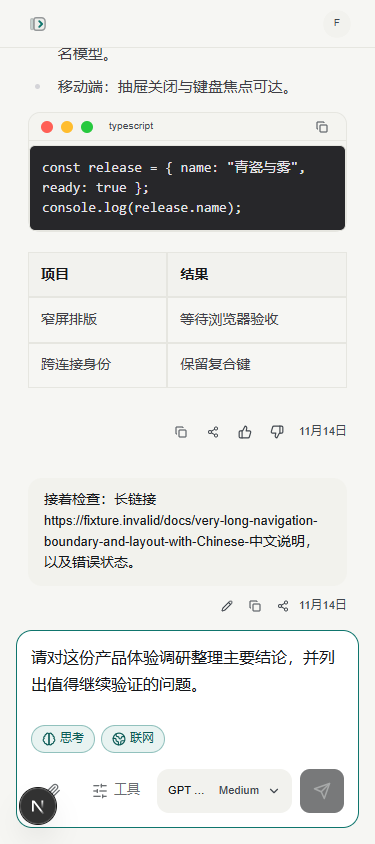 F
名模型。
移动端：抽屉关闭与键盘焦点可达。
typescript
const release = { name: "青瓷与雾",
ready: true };
console.log(release.name);
项目 结果
窄屏排版 等待浏览器验收
跨连接身份 保留复合键
11月14日
接着检查：长链接
https://fixture.invalid/docs/very-long-navigation-
boundary-and-layout-with-Chinese-中文说明，
以及错误状态。
11月14日
请对这份产品体验调研整理主要结论，并列
出值得继续验证的问题。
思考 联网
N 工具 GPT ... Medium